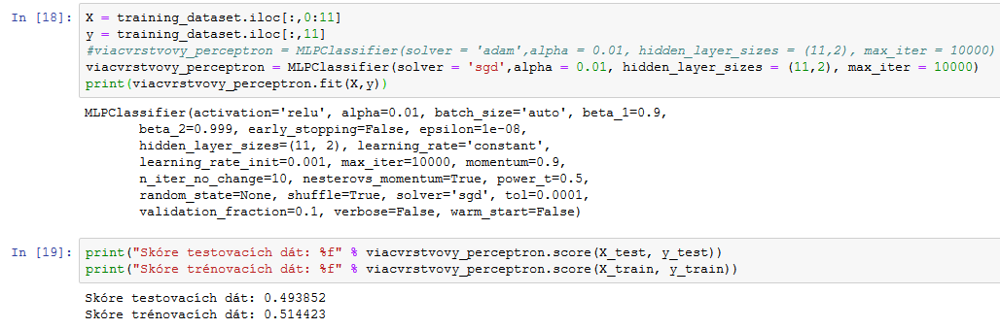 In [18]: X = training_dataset.iloc[:,0:11]
y = training_dataset.iloc[:,11]
#viacvrstvovy_perceptron = MLPClassifier(solver = 'adam',alpha = 0.01, hidden_layer_sizes = (11,2), max_iter = 10000)
viacvrstvovy_perceptron = MLPClassifier(solver = 'sgd',alpha = 0.01, hidden_layer_sizes = (11,2), max_iter = 10000)
print(viacvrstvovy_perceptron.fit(X,y))
MLPClassifier(activation='relu', alpha=0.01, batch_size='auto', beta_1=0.9,
beta_2=0.999, early_stopping=False, epsilon=1e-08,
hidden_layer_sizes=(11, 2), learning_rate='constant',
learning_rate_init=0.001, max_iter=10000, momentum=0.9,
n_iter_no_change=10, nesterovs_momentum=True, power_t=0.5,
random_state=None, shuffle=True, solver='sgd', tol=0.0001,
validation_fraction=0.1, verbose=False, warm_start=False)
In [19]: print("Skóre testovacích dát: %f" % viacvrstvovy_perceptron.score(X_test, y_test))
print("Skóre trénovacích dát: %f" % viacvrstvovy_perceptron.score(X_train, y_train))
Skóre testovacích dát: 0.493852
Skóre trénovacích dát: 0.514423